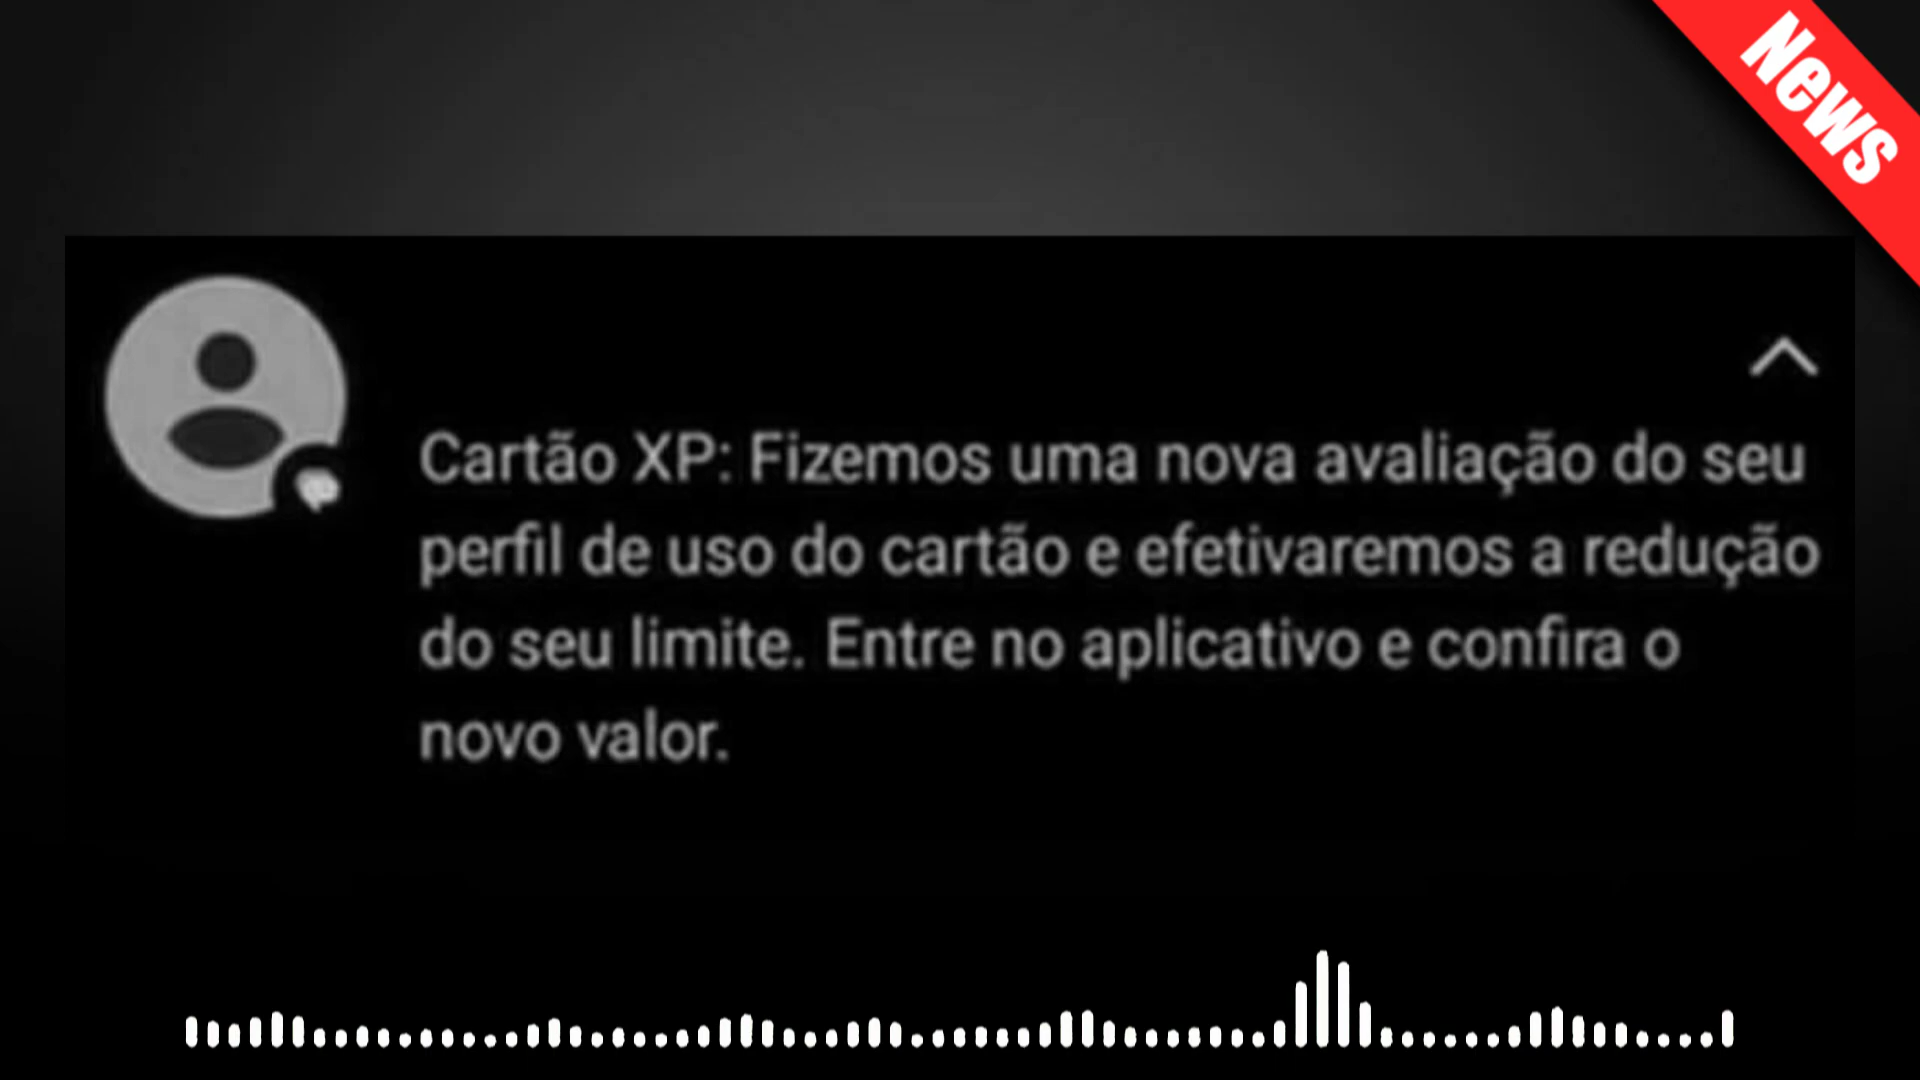 News
Cartão XP: Fizemos uma nova avaliação do seu
perfil de uso do cartão e efetivaremos a redução
do seu limite. Entre no aplicativo e confira o
novo valor.